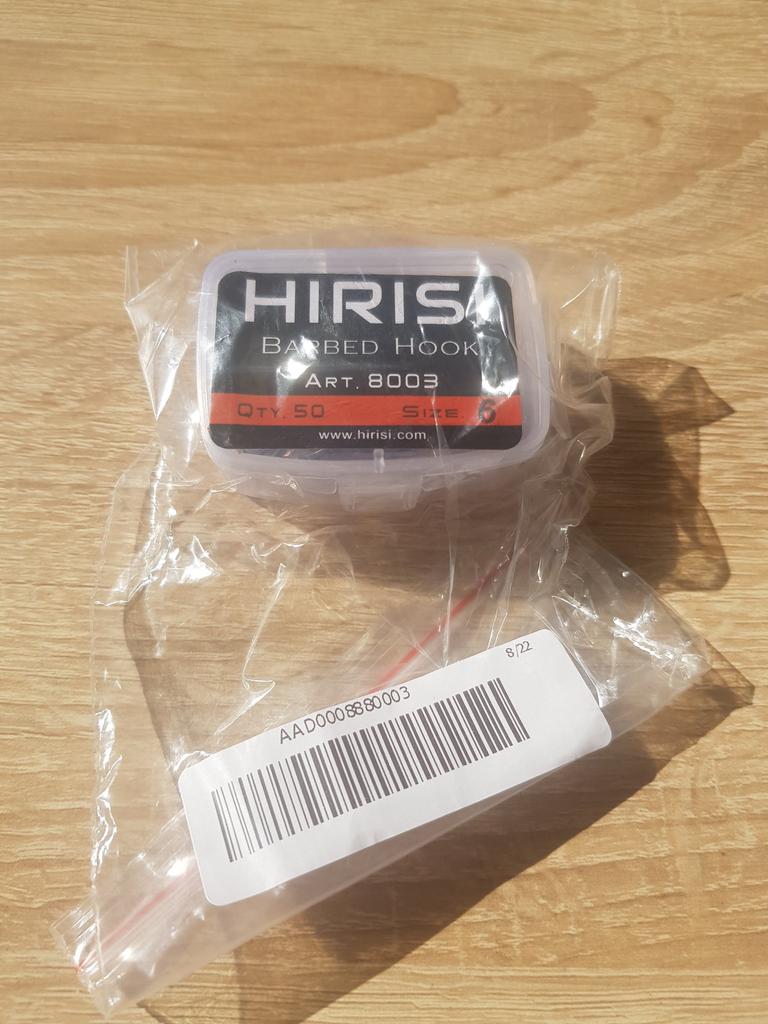 HIRISI
BARBED HOOK
ART. 8003
QTY. 50 SIZE. 6
www.hirisi.com
8/22
AAD0008880003